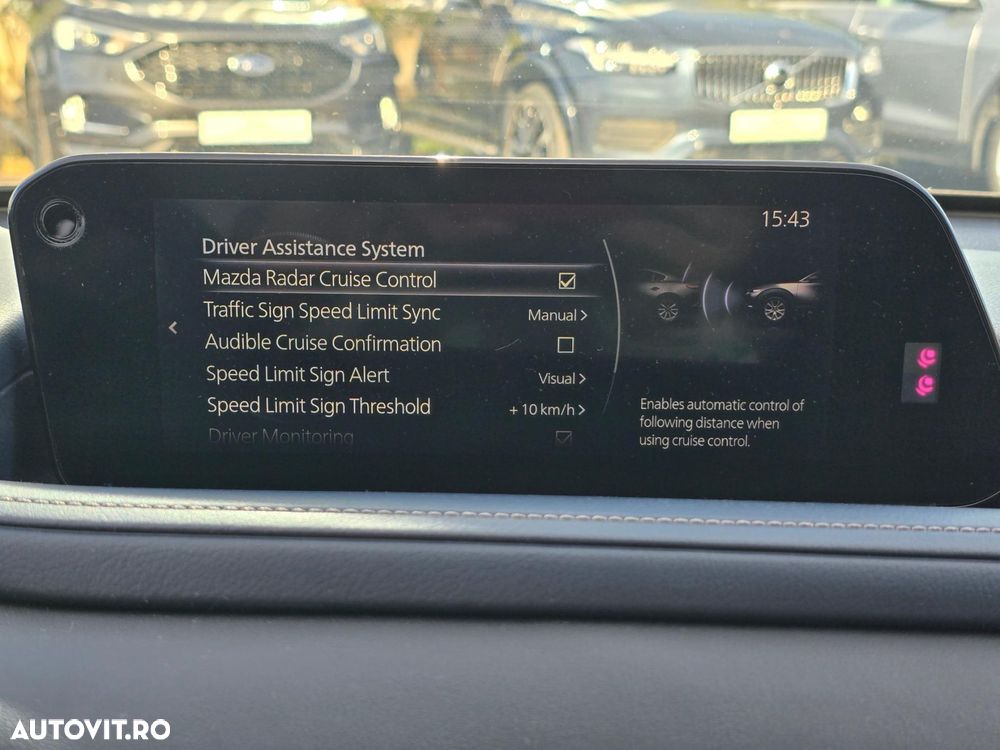 15:43
Driver Assistance System
Mazda Radar Cruise Control
Traffic Sign Speed Limit Sync Manual
Audible Cruise Confirmation
Speed Limit Sign Alert Visual
Speed Limit Sign Threshold + 10 km/h
Driver Monitoring
Enables automatic control of
following distance when
using cruise control.
AUTOVIT.RO